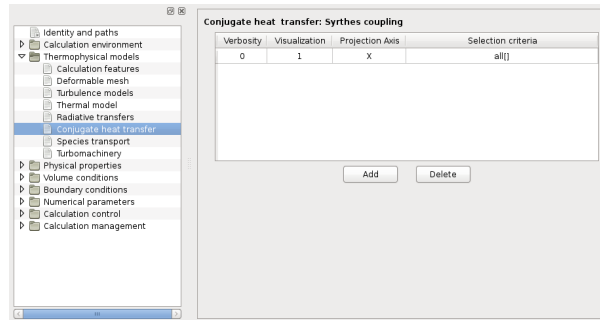 Identity and paths
Calculation environment
Thermophysical models
Calculation features
Deformable mesh
Turbulence models
Thermal model
Radiative transfers
Conjugate heat transfer
Species transport
Turbomachinery
Physical properties
Volume conditions
Boundary conditions
Numerical parameters
Calculation control
Calculation management
Conjugate heat transfer: Syrthes coupling
Verbosity Visualization Projection Axis Selection criteria
0 1 X all[]
Add Delete